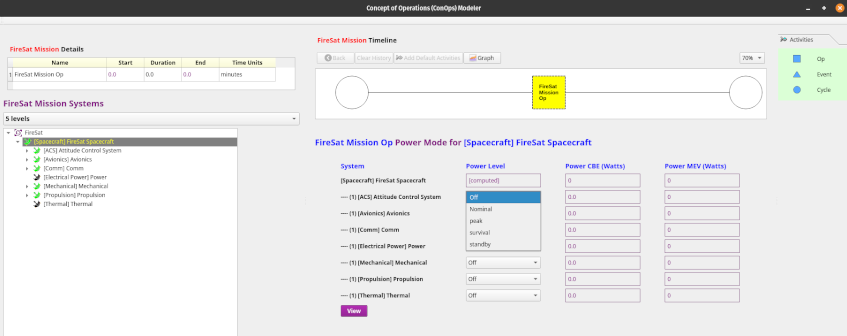 Concept of Operations (ConOps) Modeler
FireSat Mission Details
Name Start Duration End Time Units
1 FireSat Mission Op 0.0 0.0 0.0 minutes
FireSat Mission Systems
5 levels
FireSat
[Spacecraft] FireSat Spacecraft
[ACS] Attitude Control System
[Avionics] Avionics
[Comm] Comm
[Electrical Power] Power
[Mechanical] Mechanical
[Propulsion] Propulsion
[Thermal] Thermal
FireSat Mission Timeline
Back Clear History Add Default Activities Graph 70%
FireSat
Mission
Op
Activities
Op
Event
Cycle
FireSat Mission Op Power Mode for [Spacecraft] FireSat Spacecraft
System Power Level Power CBE (Watts) Power MEV (Watts)
[Spacecraft] FireSat Spacecraft [computed] 0 0
---- (1) [ACS] Attitude Control System Off 0.0 0
---- (1) [Avionics] Avionics Nominal 0.0 0
peak
---- (1) [Comm] Comm survival 0.0 0
---- (1) [Electrical Power] Power standby 0.0 0
---- (1) [Mechanical] Mechanical Off 0.0 0
---- (1) [Propulsion] Propulsion Off 0.0 0
---- (1) [Thermal] Thermal Off 0.0 0
View